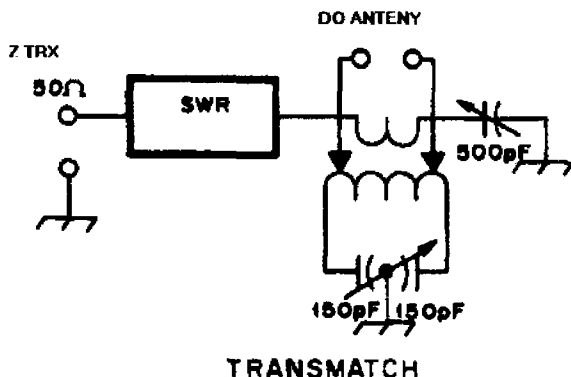 DO ANTENY
Z TRX
50Ω
SWR
500pF
150pF 150pF
TRANSMATCH